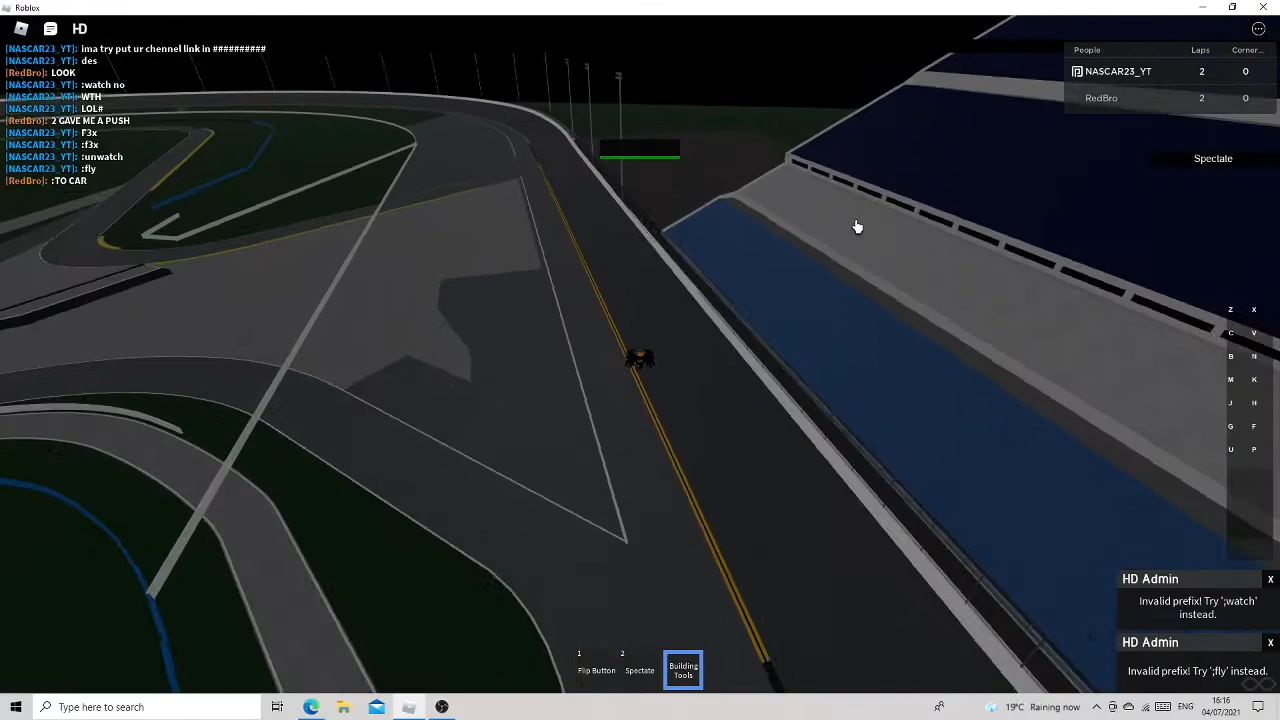 Roblox
HD
[NASCAR23_YT]: ima try put ur chennel link in ##########
[NASCAR23_YT]: des
[RedBro]: LOOK
[NASCAR23_YT]: :watch no
[NASCAR23_YT]: WTH
[NASCAR23_YT]: LOL#
[RedBro]: 2 GAVE ME A PUSH
[NASCAR23_YT]: F3x
[NASCAR23_YT]: :f3x
[NASCAR23_YT]: :unwatch
[NASCAR23_YT]: :fly
[RedBro]: :TO CAR
People Laps Corner...
NASCAR23_YT 2 0
RedBro 2 0
Spectate
Z X
C V
B N
M K
J H
G F
U P
HD Admin X
Invalid prefix! Try ';watch'
instead.
HD Admin X
Invalid prefix! Try ';fly' instead.
1 2
Flip Button Spectate Building
Tools
Type here to search
19°C Raining now
ENG
16:16
04/07/2021